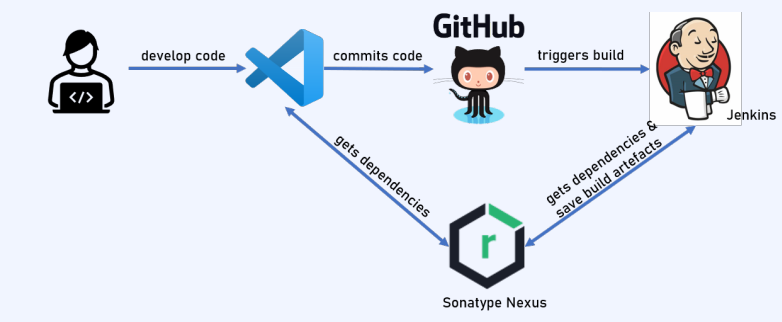 GitHub
develop code
commits code
triggers build
</>
Jenkins
gets dependencies
gets dependencies &
save build artefacts
r
Sonatype Nexus